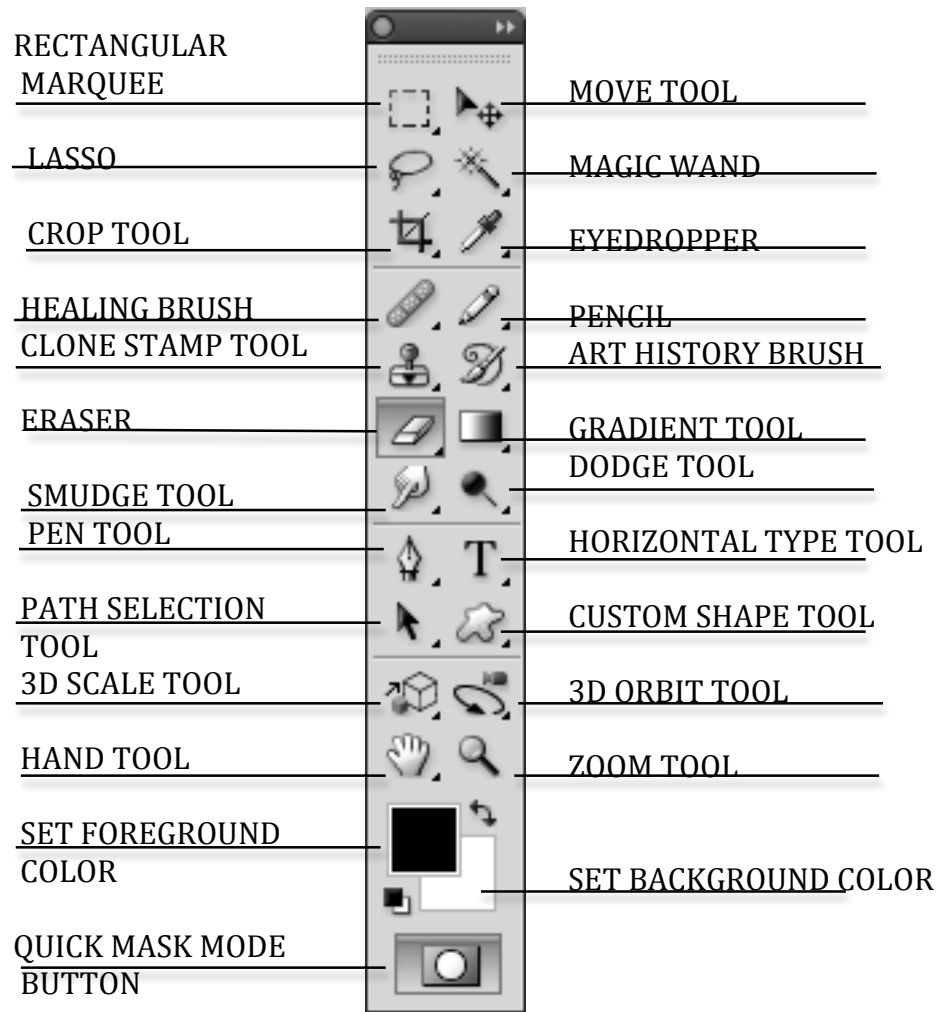 RECTANGULAR
MARQUEE
MOVE TOOL
LASSO
MAGIC WAND
CROP TOOL
EYEDROPPER
HEALING BRUSH
PENCIL
CLONE STAMP TOOL
ART HISTORY BRUSH
ERASER
GRADIENT TOOL
DODGE TOOL
SMUDGE TOOL
PEN TOOL
HORIZONTAL TYPE TOOL
T
PATH SELECTION
TOOL
CUSTOM SHAPE TOOL
3D SCALE TOOL
3D ORBIT TOOL
HAND TOOL
ZOOM TOOL
SET FOREGROUND
COLOR
SET BACKGROUND COLOR
QUICK MASK MODE
BUTTON